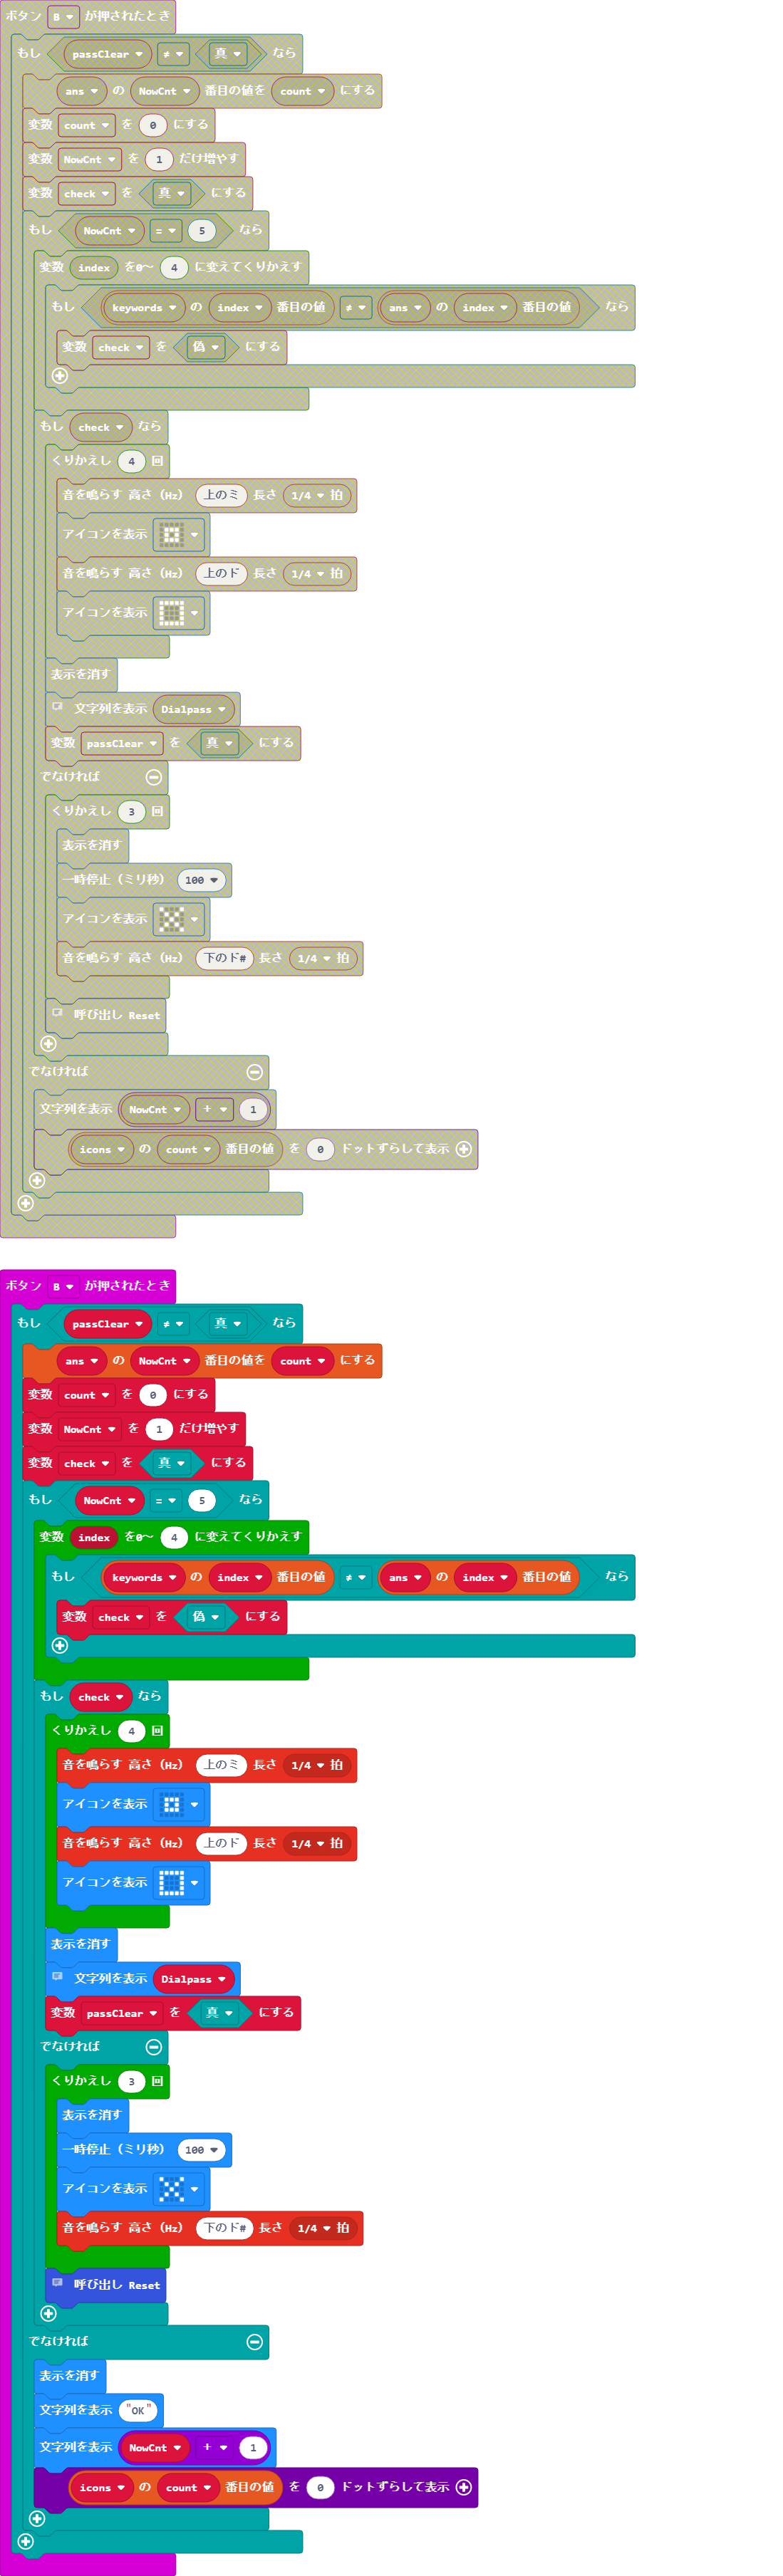 ボタン B が押されたとき
もし passClear ≠ 真 なら
ans の NowCnt 番目の値を count にする
変数 count を 0 にする
変数 NowCnt を 1 だけ増やす
変数 check を 真 にする
もし NowCnt = 5 なら
変数 index を0～ 4 に変えてくりかえす
もし keywords の index 番目の値 ≠ ans の index 番目の値 なら
変数 check を 偽 にする
もし check なら
くりかえし 4 回
音を鳴らす 高さ (Hz) 上のミ 長さ 1/4 拍
アイコンを表示
音を鳴らす 高さ (Hz) 上のド 長さ 1/4 拍
アイコンを表示
表示を消す
文字列を表示 Dialpass
変数 passClear を 真 にする
でなければ
くりかえし 3 回
表示を消す
一時停止 (ミリ秒) 100
アイコンを表示
音を鳴らす 高さ (Hz) 下のド# 長さ 1/4 拍
呼び出し Reset
でなければ
文字列を表示 NowCnt + 1
icons の count 番目の値 を 0 ドットずらして表示
ボタン B が押されたとき
もし passClear ≠ 真 なら
ans の NowCnt 番目の値を count にする
変数 count を 0 にする
変数 NowCnt を 1 だけ増やす
変数 check を 真 にする
もし NowCnt = 5 なら
変数 index を0～ 4 に変えてくりかえす
もし keywords の index 番目の値 ≠ ans の index 番目の値 なら
変数 check を 偽 にする
もし check なら
くりかえし 4 回
音を鳴らす 高さ (Hz) 上のミ 長さ 1/4 拍
アイコンを表示
音を鳴らす 高さ (Hz) 上のド 長さ 1/4 拍
アイコンを表示
表示を消す
文字列を表示 Dialpass
変数 passClear を 真 にする
でなければ
くりかえし 3 回
表示を消す
一時停止 (ミリ秒) 100
アイコンを表示
音を鳴らす 高さ (Hz) 下のド# 長さ 1/4 拍
呼び出し Reset
でなければ
表示を消す
文字列を表示 "OK"
文字列を表示 NowCnt + 1
icons の count 番目の値 を 0 ドットずらして表示